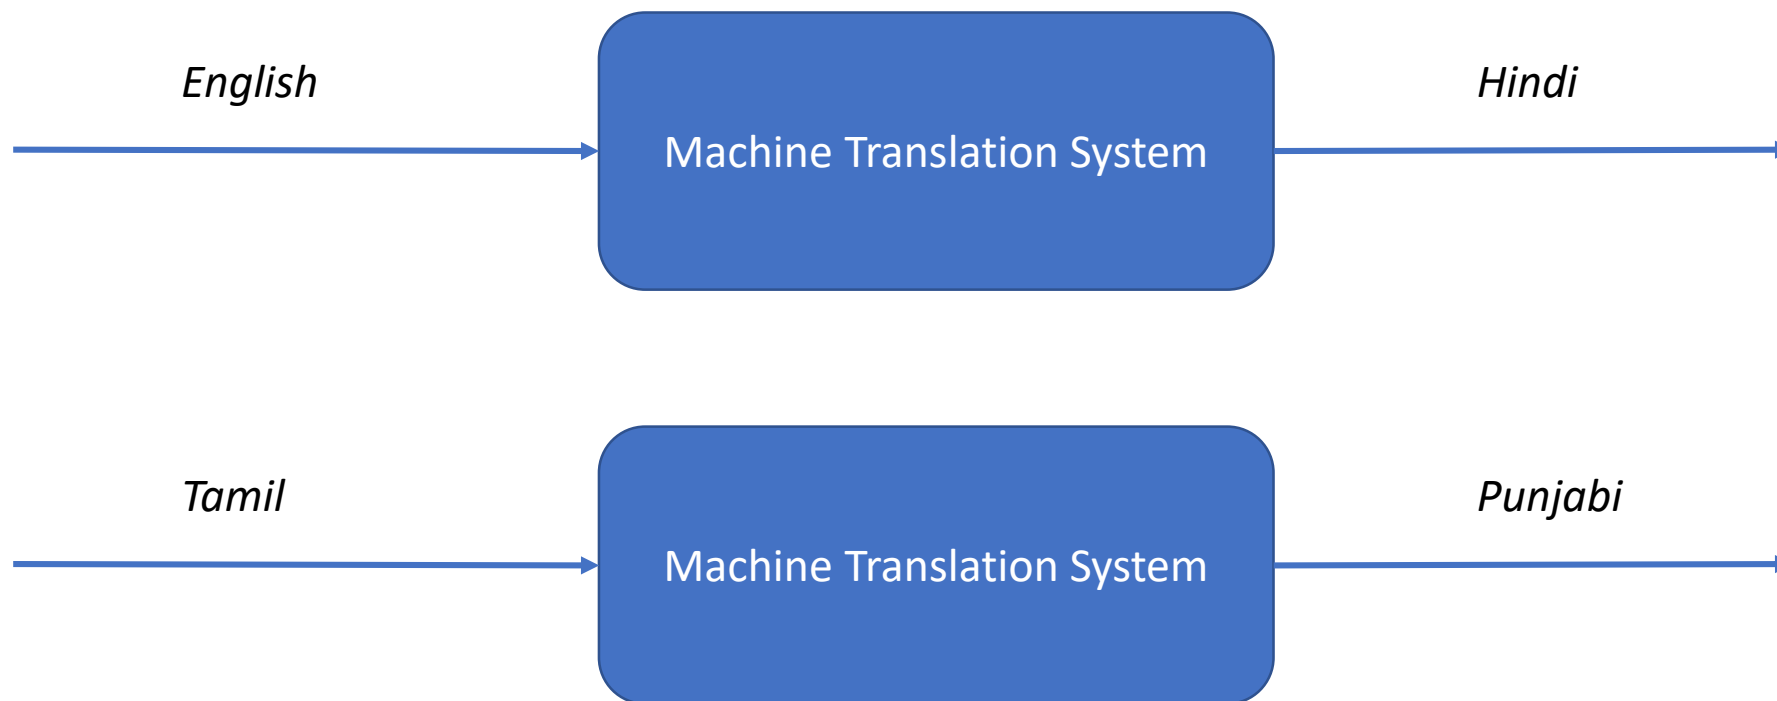 English
Machine Translation System
Hindi
Tamil
Machine Translation System
Punjabi